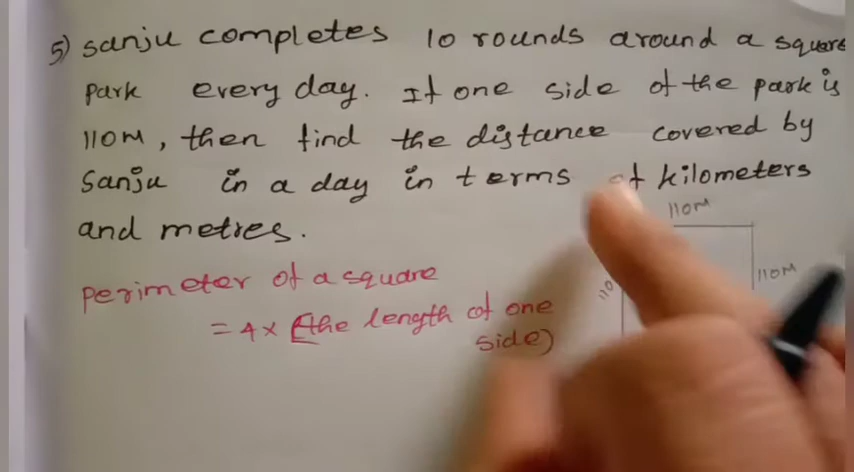 5) Sanju completes 10 rounds around a square
park every day. If one side of the park is
110M, then find the distance covered by
Sanju in a day in terms of kilometers
and metres.
110M
110M
110
Perimeter of a square
= 4 × (the length of one
side)